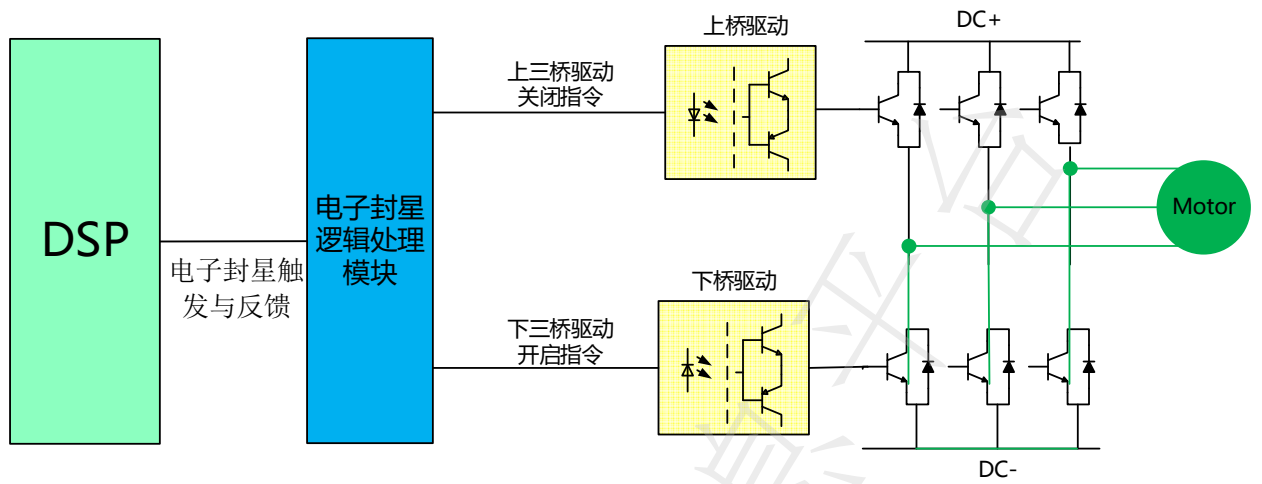 DSP
电子封星触
发与反馈
电子封星
逻辑处理
模块
上三桥驱动
关闭指令
下三桥驱动
开启指令
上桥驱动
下桥驱动
DC+
Motor
DC-